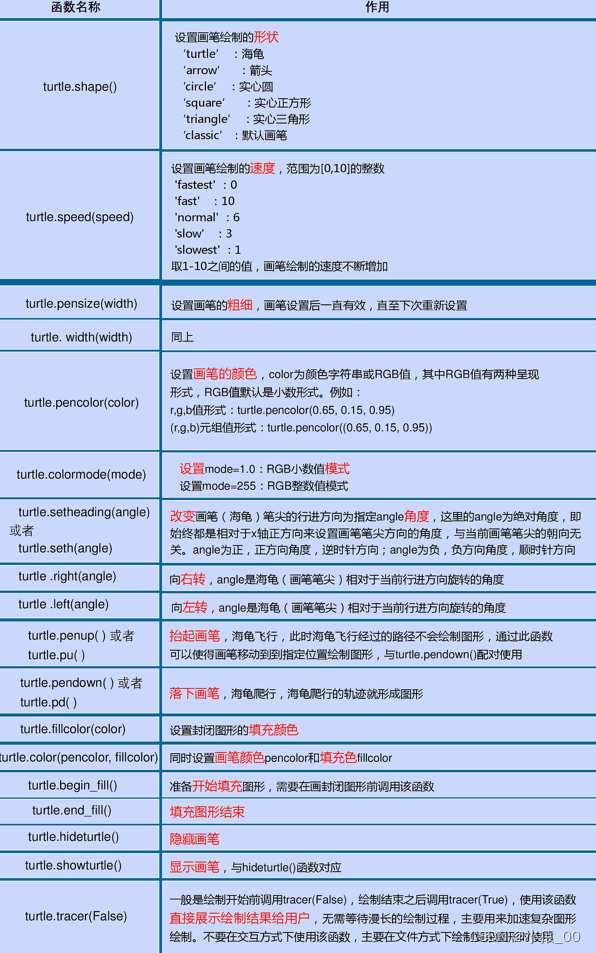 函数名称 作用
turtle.shape()
设置画笔绘制的形状
'turtle' ：海龟
'arrow' ：箭头
'circle' ：实心圆
'square' ：实心正方形
'triangle' ：实心三角形
'classic' ：默认画笔
turtle.speed(speed)
设置画笔绘制的速度，范围为[0,10]的整数
'fastest' ：0
'fast' ：10
'normal' ：6
'slow' ：3
'slowest' ：1
取1-10之间的值，画笔绘制的速度不断增加
turtle.pensize(width) 设置画笔的粗细，画笔设置后一直有效，直至下次重新设置
turtle. width(width) 同上
turtle.pencolor(color)
设置画笔的颜色，color为颜色字符串或RGB值，其中RGB值有两种呈现
形式，RGB值默认是小数形式。例如：
r,g,b值形式：turtle.pencolor(0.65, 0.15, 0.95)
(r,g,b)元组值形式：turtle.pencolor((0.65, 0.15, 0.95))
turtle.colormode(mode)
设置mode=1.0：RGB小数值模式
设置mode=255：RGB整数值模式
turtle.setheading(angle)
或者
turtle.seth(angle)
改变画笔（海龟）笔尖的行进方向为指定angle角度，这里的angle为绝对角度，即
始终都是相对于x轴正方向来设置画笔笔尖方向的角度，与当前画笔笔尖的朝向无
关。angle为正，正方向角度，逆时针方向；angle为负，负方向角度，顺时针方向
turtle .right(angle) 向右转，angle是海龟（画笔笔尖）相对于当前行进方向旋转的角度
turtle .left(angle) 向左转，angle是海龟（画笔笔尖）相对于当前行进方向旋转的角度
turtle.penup( ) 或者
turtle.pu( )
抬起画笔，海龟飞行，此时海龟飞行经过的路径不会绘制图形，通过此函数
可以使得画笔移动到到指定位置绘制图形，与turtle.pendown()配对使用
turtle.pendown( ) 或者
turtle.pd( )
落下画笔，海龟爬行，海龟爬行的轨迹就形成图形
turtle.fillcolor(color) 设置封闭图形的填充颜色
turtle.color(pencolor, fillcolor) 同时设置画笔颜色pencolor和填充色fillcolor
turtle.begin_fill() 准备开始填充图形，需要在画封闭图形前调用该函数
turtle.end_fill() 填充图形结束
turtle.hideturtle() 隐藏画笔
turtle.showturtle() 显示画笔，与hideturtle()函数对应
turtle.tracer(False)
一般是绘制开始前调用tracer(False)，绘制结束之后调用tracer(True)，使用该函数
直接展示绘制结果给用户，无需等待漫长的绘制过程，主要用来加速复杂图形
绘制。不要在交互方式下使用该函数，主要在文件方式下绘制复杂图形时使用